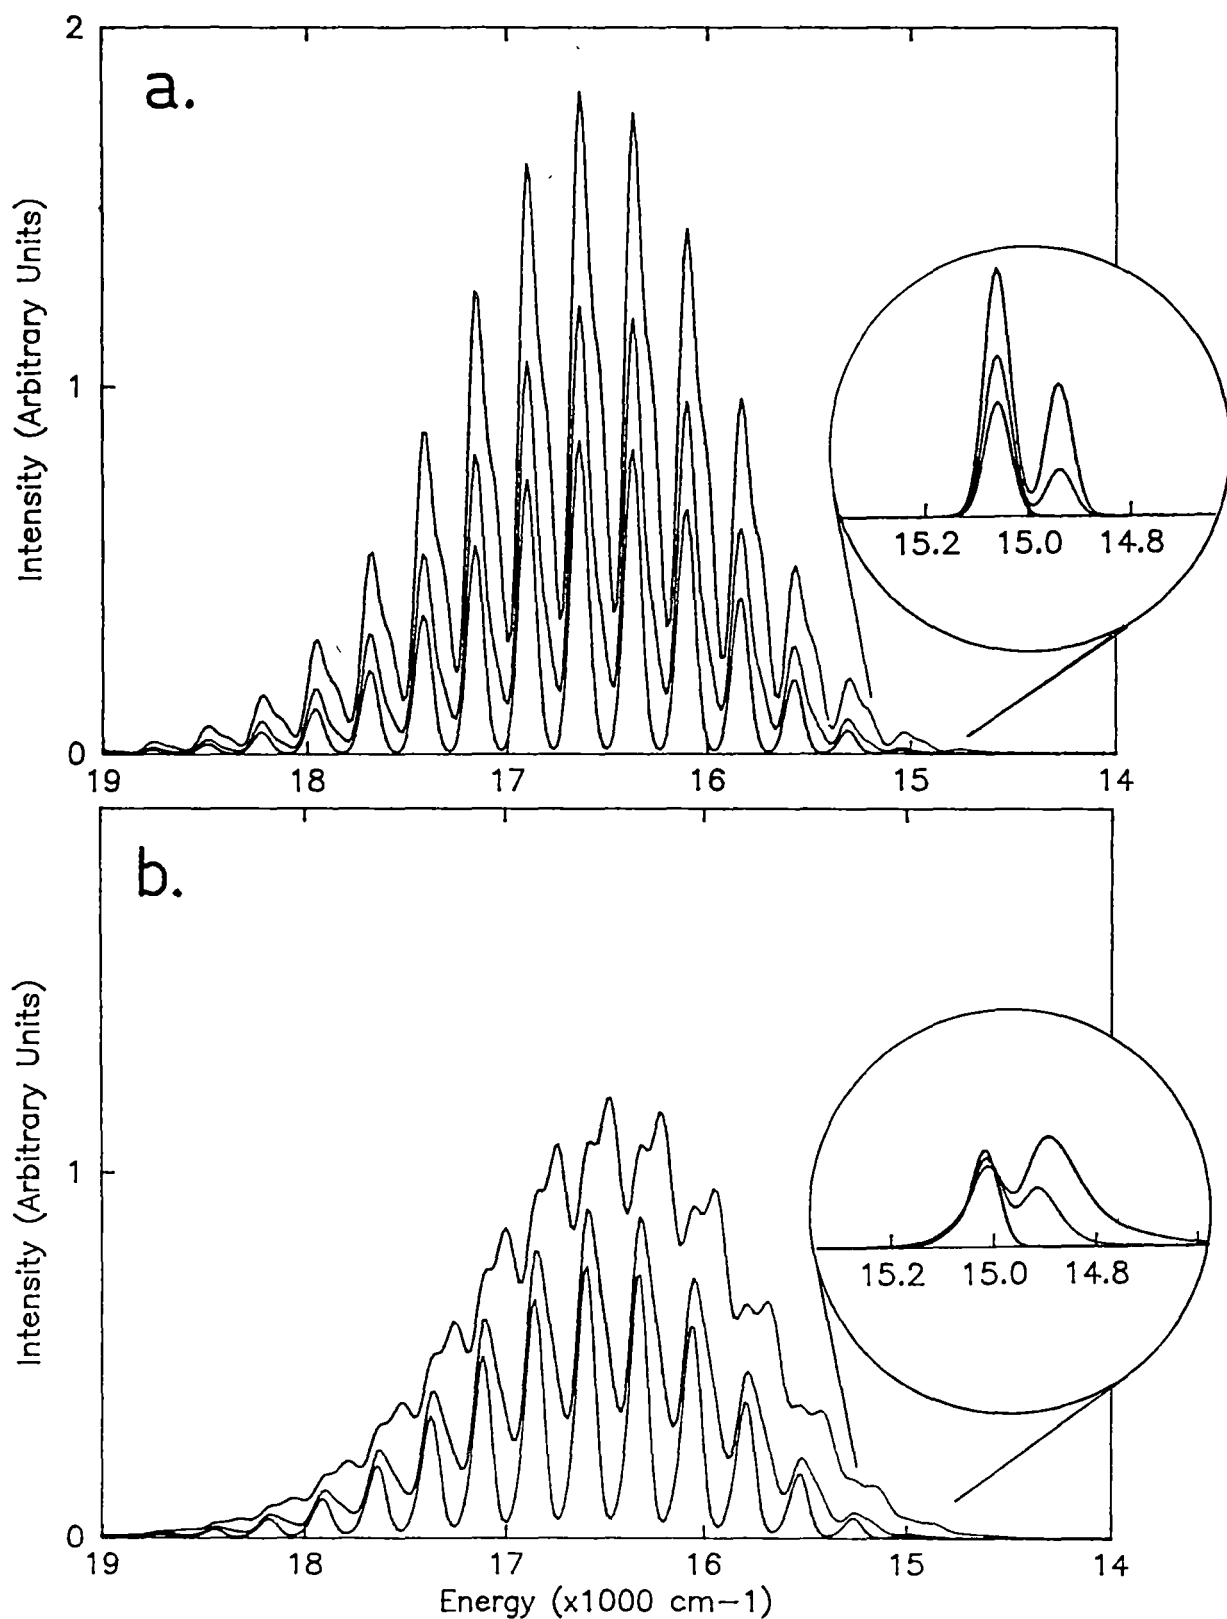 2
a.
Intensity (Arbitrary Units)
1
15.2 15.0 14.8
0
19 18 17 16 15 14
b.
Intensity (Arbitrary Units)
1
15.2 15.0 14.8
0
19 18 17 16 15 14
Energy (x1000 cm-1)